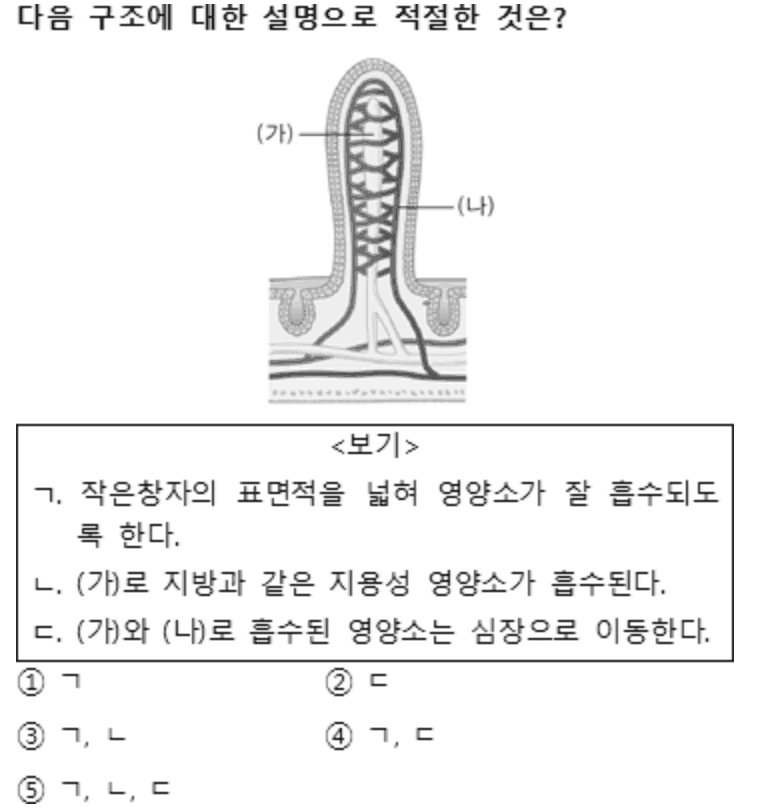 다음 구조에 대한 설명으로 적절한 것은?
(가)
(나)
<보기>
ㄱ. 작은창자의 표면적을 넓혀 영양소가 잘 흡수되도
록 한다.
ㄴ. (가)로 지방과 같은 지용성 영양소가 흡수된다.
ㄷ. (가)와 (나)로 흡수된 영양소는 심장으로 이동한다.
① ㄱ ② ㄷ
③ ㄱ, ㄴ ④ ㄱ, ㄷ
⑤ ㄱ, ㄴ, ㄷ